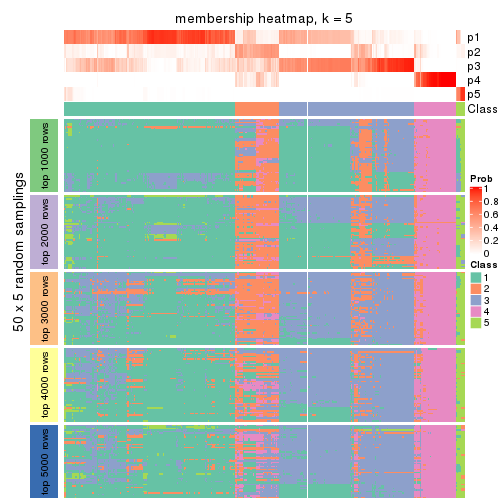 membership heatmap, k = 5
p1
p2
p3
p4
p5
Class
50 x 5 random samplings
top 1000 rows
top 2000 rows
top 3000 rows
top 4000 rows
top 5000 rows
Prob
1
0.8
0.6
0.4
0.2
0
Class
1
2
3
4
5